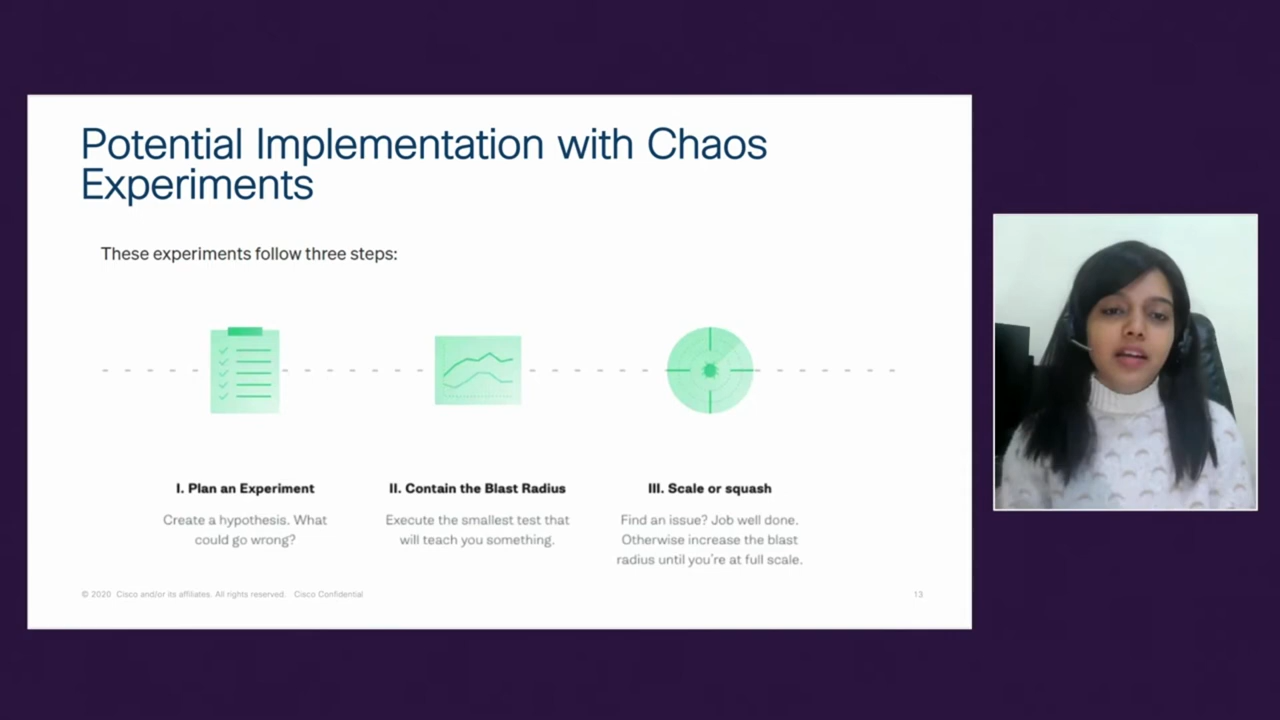 Potential Implementation with Chaos
Experiments
These experiments follow three steps:
I. Plan an Experiment
Create a hypothesis. What
could go wrong?
II. Contain the Blast Radius
Execute the smallest test that
will teach you something.
III. Scale or squash
Find an issue? Job well done.
Otherwise increase the blast
radius until you're at full scale.
© 2020 Cisco and/or its affiliates. All rights reserved. Cisco Confidential
13